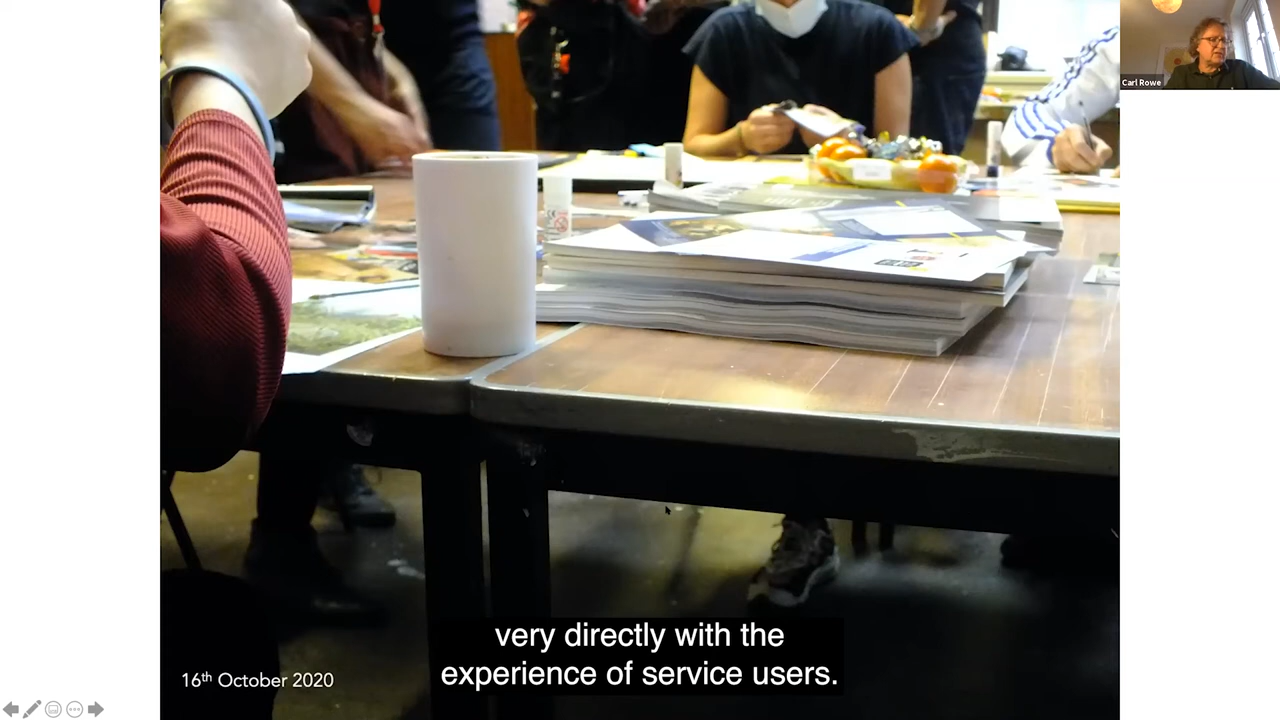 Carl Rowe
very directly with the
experience of service users.
16th October 2020